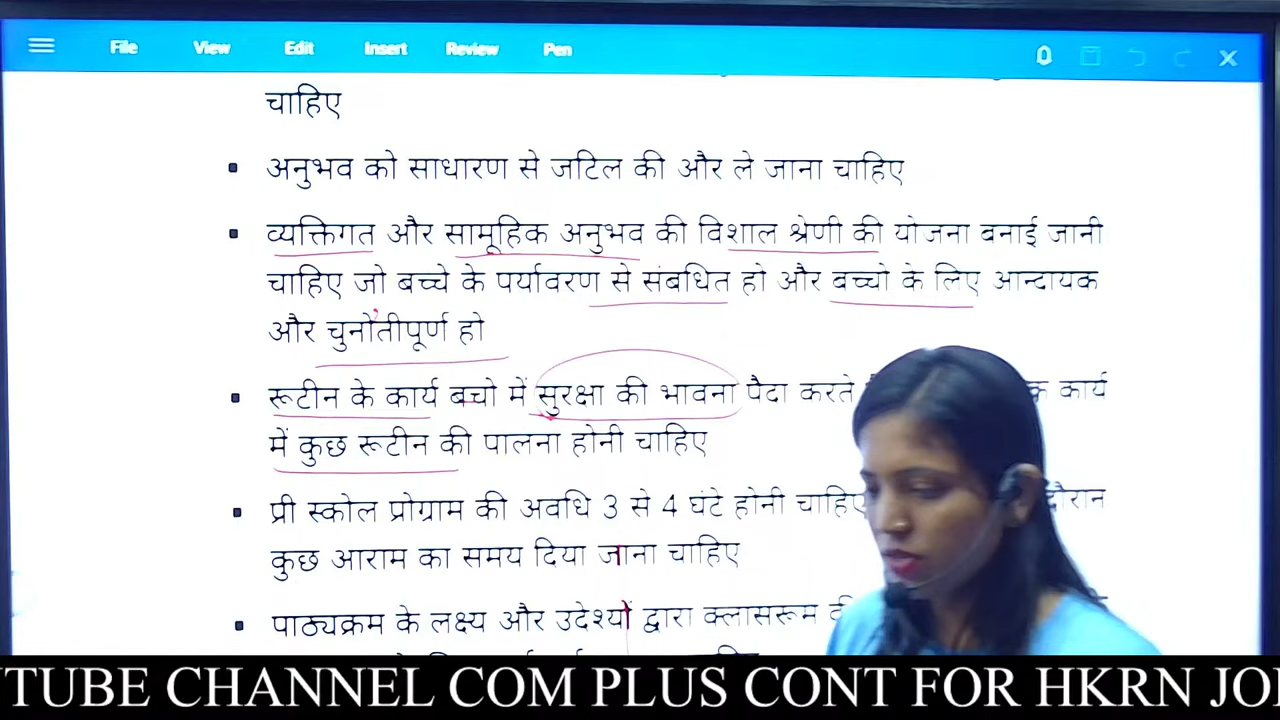 File View Edit Insert Review Pen
चाहिए
अनुभव को साधारण से जटिल की और ले जाना चाहिए
व्यक्तिगत और सामूहिक अनुभव की विशाल श्रेणी की योजना बनाई जानी
चाहिए जो बच्चे के पर्यावरण से संबधित हो और बच्चो के लिए आन्दायक
और चुनौतीपूर्ण हो
रूटीन के कार्य बचो में सुरक्षा की भावना पैदा करते कार्य
में कुछ रूटीन की पालना होनी चाहिए
प्री स्कोल प्रोग्राम की अवधि 3 से 4 घंटे होनी चाहिए दौरान
कुछ आराम का समय दिया जाना चाहिए
पाठ्यक्रम के लक्ष्य और उदेश्यों द्वारा क्लासरूम
TUBE CHANNEL COM PLUS CONT FOR HKRN JO